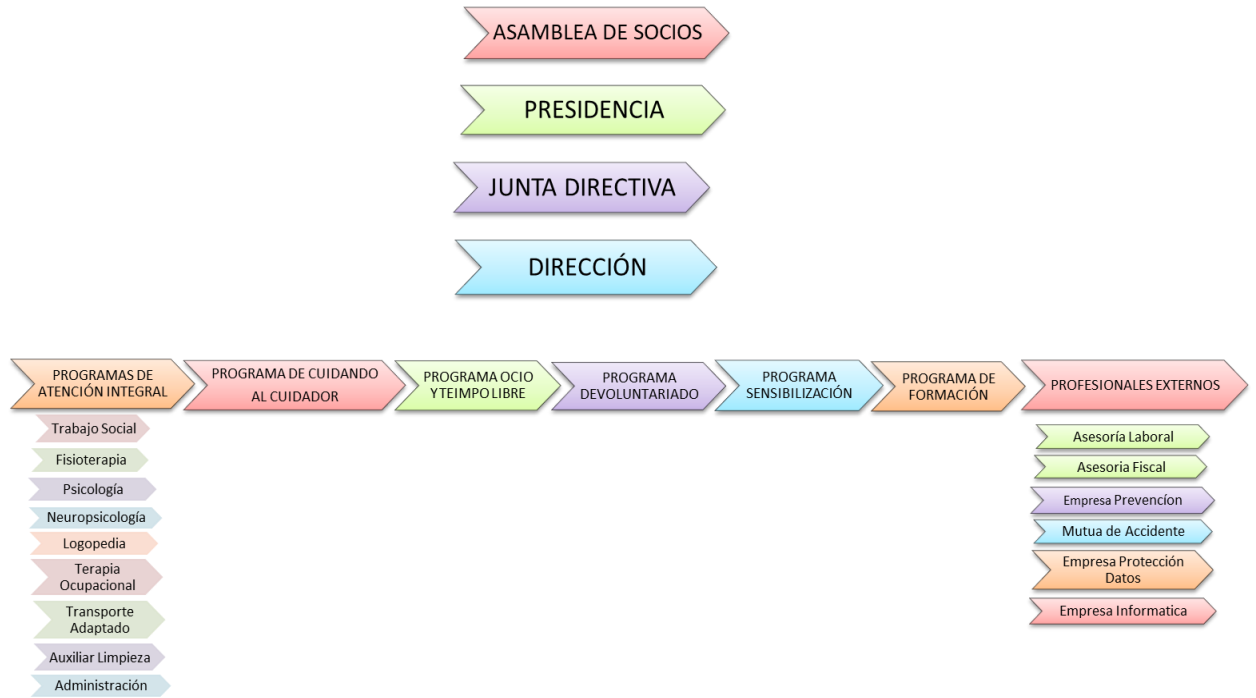 ASAMBLEA DE SOCIOS
PRESIDENCIA
JUNTA DIRECTIVA
DIRECCIÓN
PROGRAMAS DE
ATENCIÓN INTEGRAL
PROGRAMA DE CUIDANDO
AL CUIDADOR
PROGRAMA OCIO
Y TEIMPO LIBRE
PROGRAMA
DEVOLUNTARIADO
PROGRAMA
SENSIBILIZACIÓN
PROGRAMA DE
FORMACIÓN
PROFESIONALES EXTERNOS
Trabajo Social
Fisioterapia
Psicología
Neuropsicología
Logopedia
Terapia
Ocupacional
Transporte
Adaptado
Auxiliar Limpieza
Administración
Asesoría Laboral
Asesoria Fiscal
Empresa Prevencíon
Mutua de Accidente
Empresa Protección
Datos
Empresa Informatica